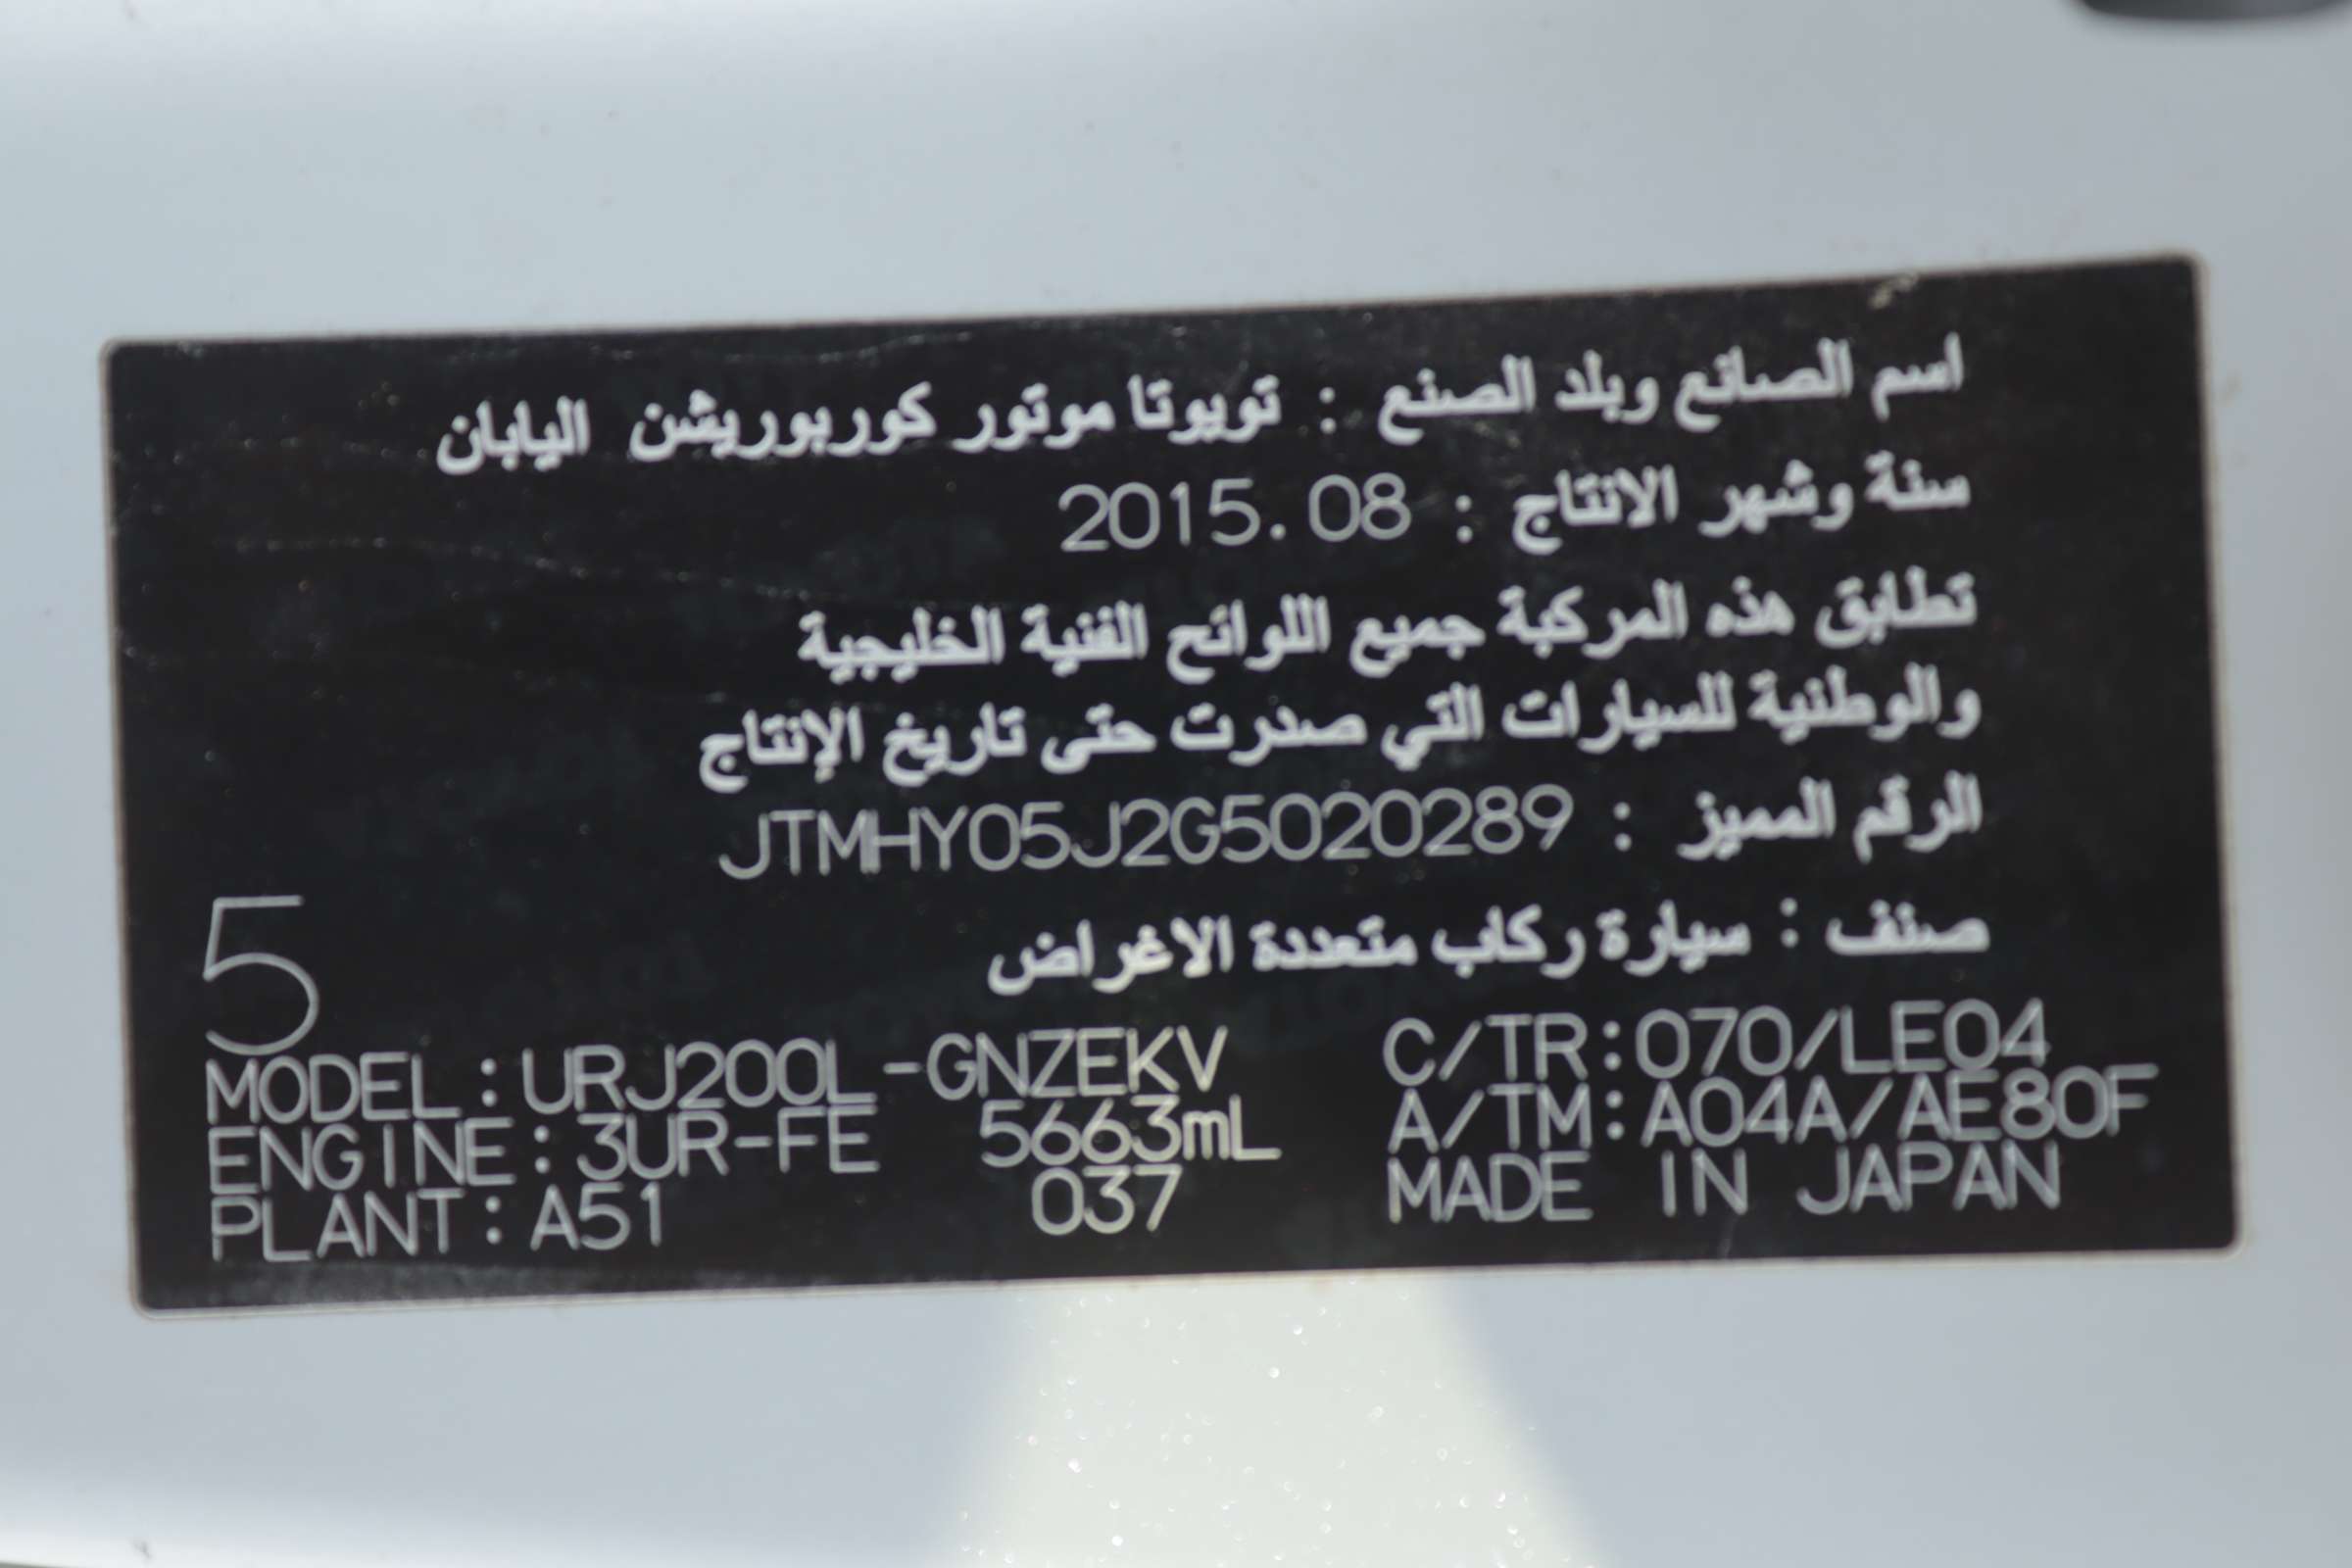 اسم الصانع وبلد الصنع : تويوتا موتور كوربوريشن اليابان
سنة وشهر الانتاج : 2015.08
تطابق هذه المركبة جميع اللوائح الفنية الخليجية
والوطنية للسيارات التي صدرت حتى تاريخ الإنتاج
الرقم المميز : JTMHY05J2G5020289
صنف : سيارة ركاب متعددة الاغراض
5
MODEL:URJ200L-GNZEKV C/TR:070/LE04
ENGINE:3UR-FE 5663mL A/TM:A04A/AE80F
PLANT:A51 037 MADE IN JAPAN